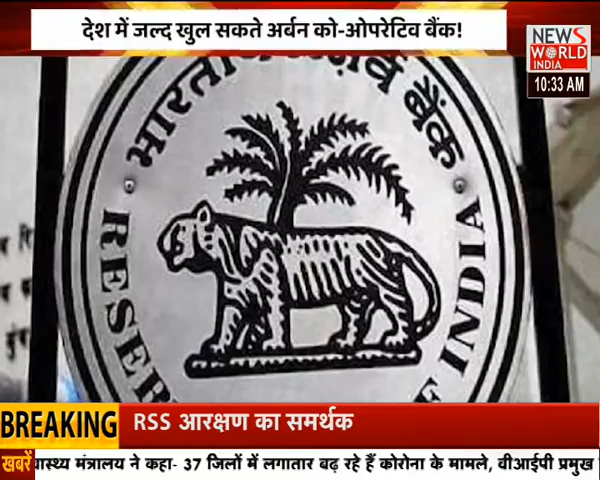 देश में जल्द खुल सकते अर्बन को-ओपरेटिव बैंक!
NEWS
WORLD
INDIA
10:33 AM
भारतीय रिज़र्व बैंक
RESER
E INDIA
BREAKING
RSS आरक्षण का समर्थक
खबरें
मंत्रालय ने कहा- 37 जिलों में लगातार बढ़ रहे हैं कोरोना के मामले, वीआईपी प्रमुख